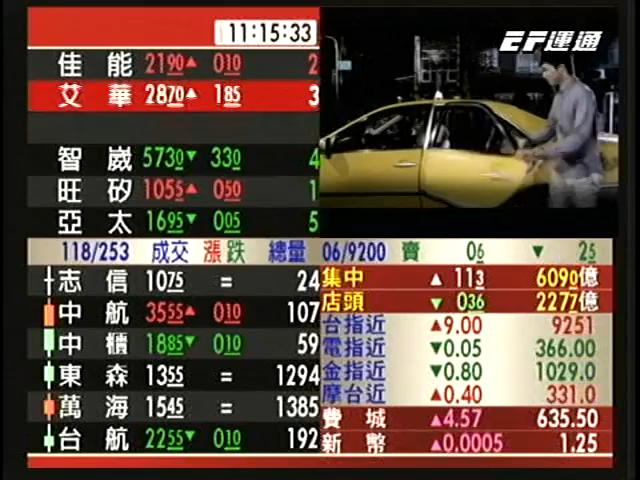 11:15:33
EF運通
佳能 2190▲ 010 2
艾華 2870▲ 185 3
智崴 5730▼ 330 4
旺矽 1055▲ 050 1
亞太 1695▼ 005 5
118/253 成交 漲跌 總量 06/9200 賣 06 ▼ 25
志信 1075 = 24
中航 3555▲ 010 107
中櫃 1885▼ 010 59
東森 1355 = 1294
萬海 1545 = 1385
台航 2255▼ 010 192
集中 ▲ 113 6090億
店頭 ▼ 036 2277億
台指近 ▲9.00 9251
電指近 ▼0.05 366.00
金指近 ▼0.80 1029.0
摩台近 ▲0.40 331.0
費城 ▲4.57 635.50
新幣 ▲0.0005 1.25